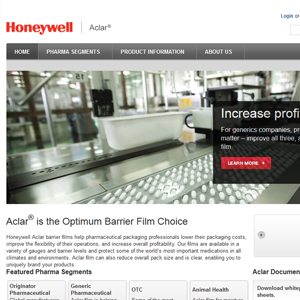 Login or
Honeywell
Aclar®
HOME
PHARMA SEGMENTS
PRODUCT INFORMATION
ABOUT US
Increase profi
For generics companies, pr
matter – improve all three, a
film.
LEARN MORE
Aclar® is the Optimum Barrier Film Choice
Honeywell Aclar barrier films help pharmaceutical packaging professionals lower their packaging costs,
improve the flexibility of their operations, and increase overall profitability. Our films are available in a
variety of gauges and barrier levels and protect some of the world's most important medications in all
climates and environments. Aclar film can also reduce overall pack size and is clear, enabling you to
uniquely brand your products.
Featured Pharma Segments
Aclar Documen
Originator
Pharmaceutical
Global
Generic
Pharmaceutical
OTC
Animal Health
Download white
sheets.